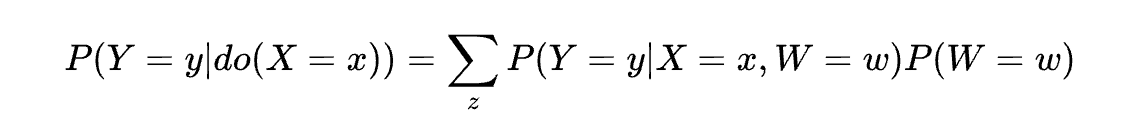 P(Y = y|do(X = x)) = ∑_z P(Y = y|X = x, W = w)P(W = w)